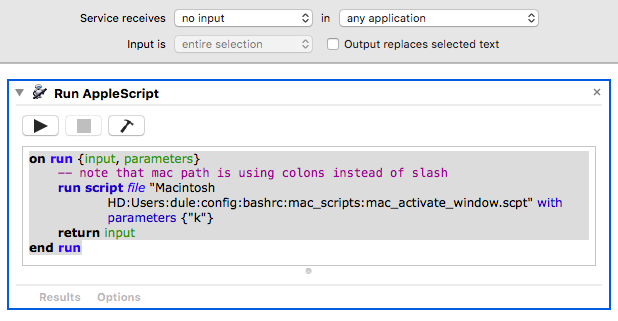 Service receives no input in any application
Input is entire selection Output replaces selected text
Run AppleScript
on run {input, parameters}
-- note that mac path is using colons instead of slash
run script file "Macintosh
HD:Users:dule:config:bashrc:mac_scripts:mac_activate_window.scpt" with
parameters {"k"}
return input
end run
Results Options